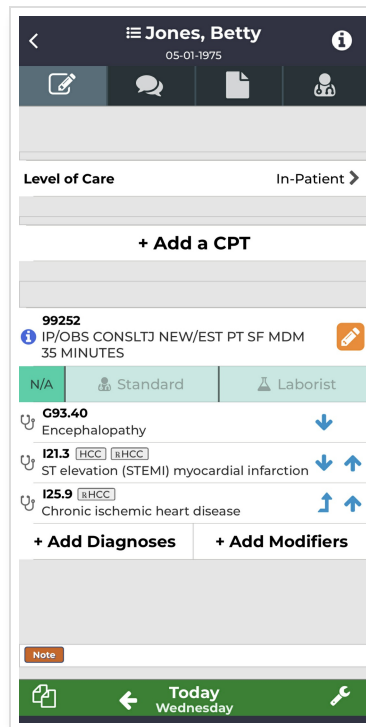 Jones, Betty
05-01-1975
Level of Care In-Patient
+ Add a CPT
99252
IP/OBS CONSLTJ NEW/EST PT SF MDM
35 MINUTES
N/A Standard Laborist
G93.40
Encephalopathy
I21.3 HCC RHCC
ST elevation (STEMI) myocardial infarction
I25.9 RHCC
Chronic ischemic heart disease
+ Add Diagnoses + Add Modifiers
Note
Today
Wednesday